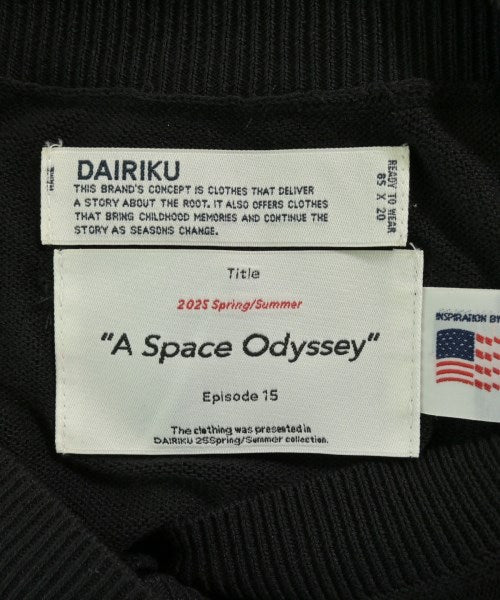 DAIRIKU
THIS BRAND'S CONCEPT IS CLOTHES THAT DELIVER
A STORY ABOUT THE ROOT. IT ALSO OFFERS CLOTHES
THAT BRING CHILDHOOD MEMORIES AND CONTINUE THE
STORY AS SEASONS CHANGE.
READY TO WEAR
85 X 20
Title
2025 Spring/Summer
"A Space Odyssey"
Episode 15
The clothing was presented in
DAIRIKU 25Spring/Summer collection.
INSPIRATION BY